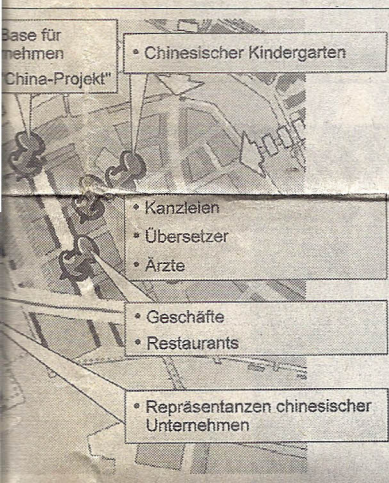 Base für
nehmen
"China-Projekt"
• Chinesischer Kindergarten
• Kanzleien
• Übersetzer
• Ärzte
• Geschäfte
• Restaurants
• Repräsentanzen chinesischer
Unternehmen